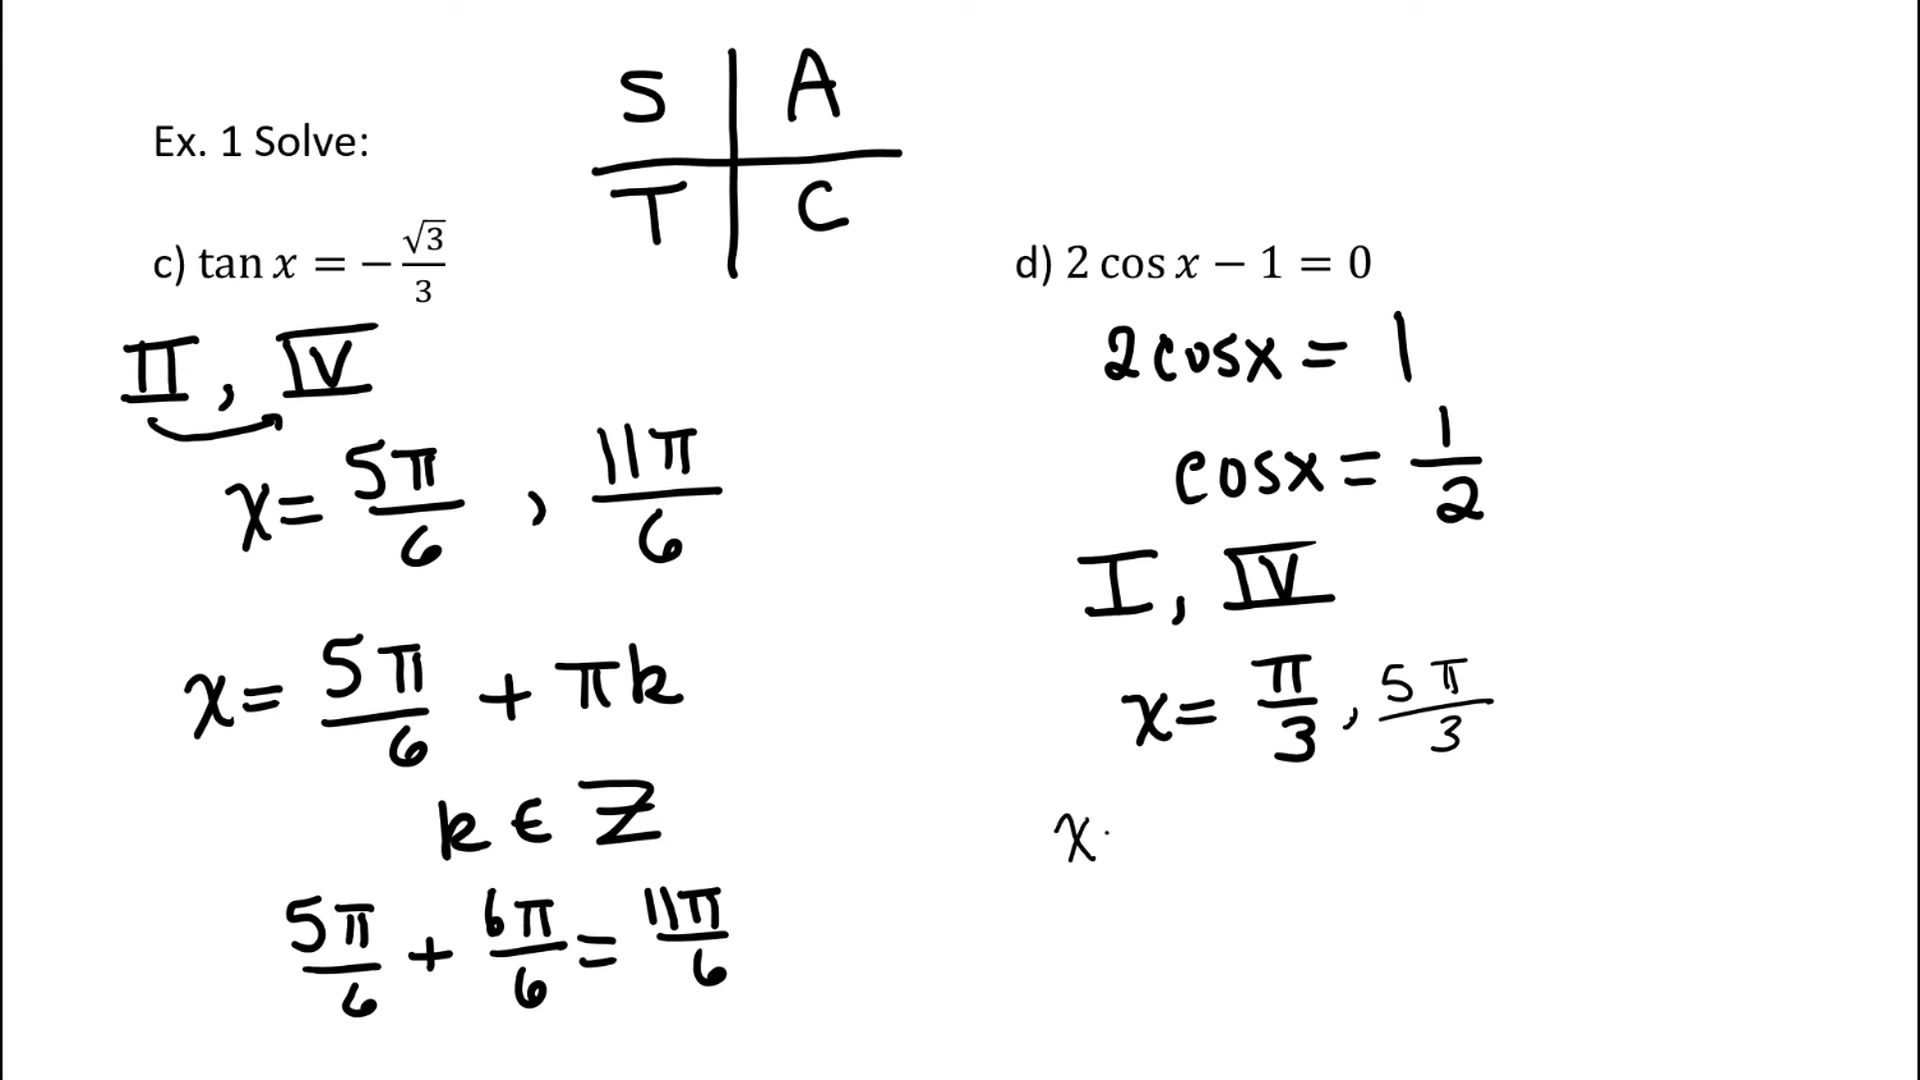 Ex. 1 Solve:
S A
T C
c) tan x = −√3/3
II, IV
x= 5π/6 , 11π/6
x= 5π/6 + πk
k ∈ Z
5π/6 + 6π/6 = 11π/6
d) 2 cos x − 1 = 0
2cosx = 1
cosx = 1/2
I, IV
x= π/3 , 5π/3
x